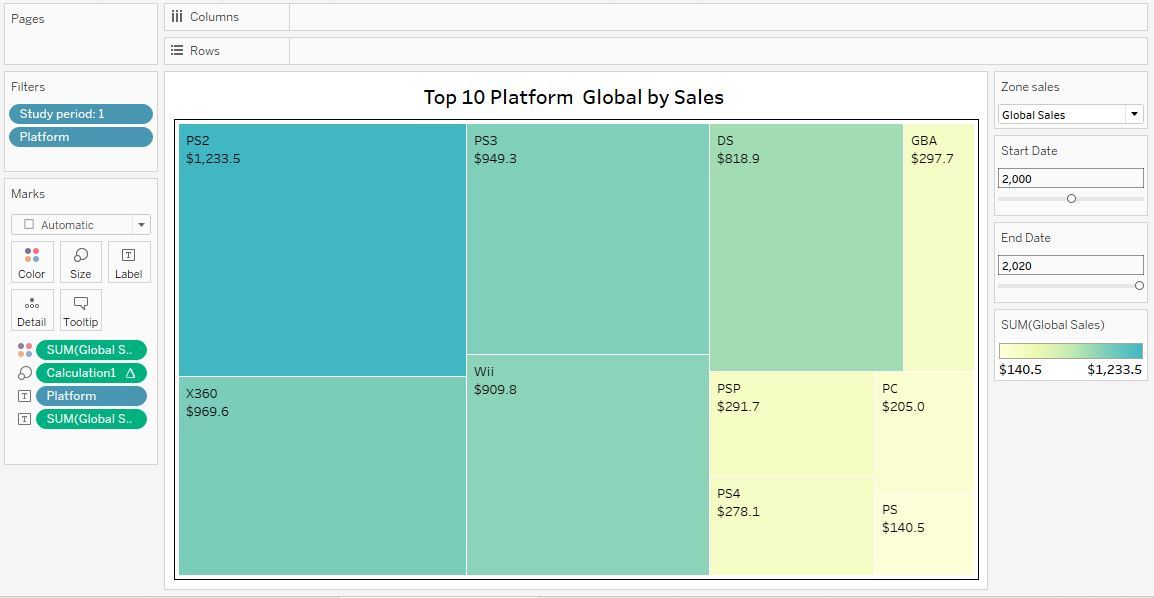 Pages
Columns
Rows
Filters
Study period: 1
Platform
Marks
Automatic
Color
Size
Label
Detail
Tooltip
SUM(Global S..
Calculation1
Platform
SUM(Global S..
Top 10 Platform  Global by Sales
PS2
$1,233.5
PS3
$949.3
DS
$818.9
GBA
$297.7
X360
$969.6
Wii
$909.8
PSP
$291.7
PC
$205.0
PS4
$278.1
PS
$140.5
Zone sales
Global Sales
Start Date
2,000
End Date
2,020
SUM(Global Sales)
$140.5 $1,233.5